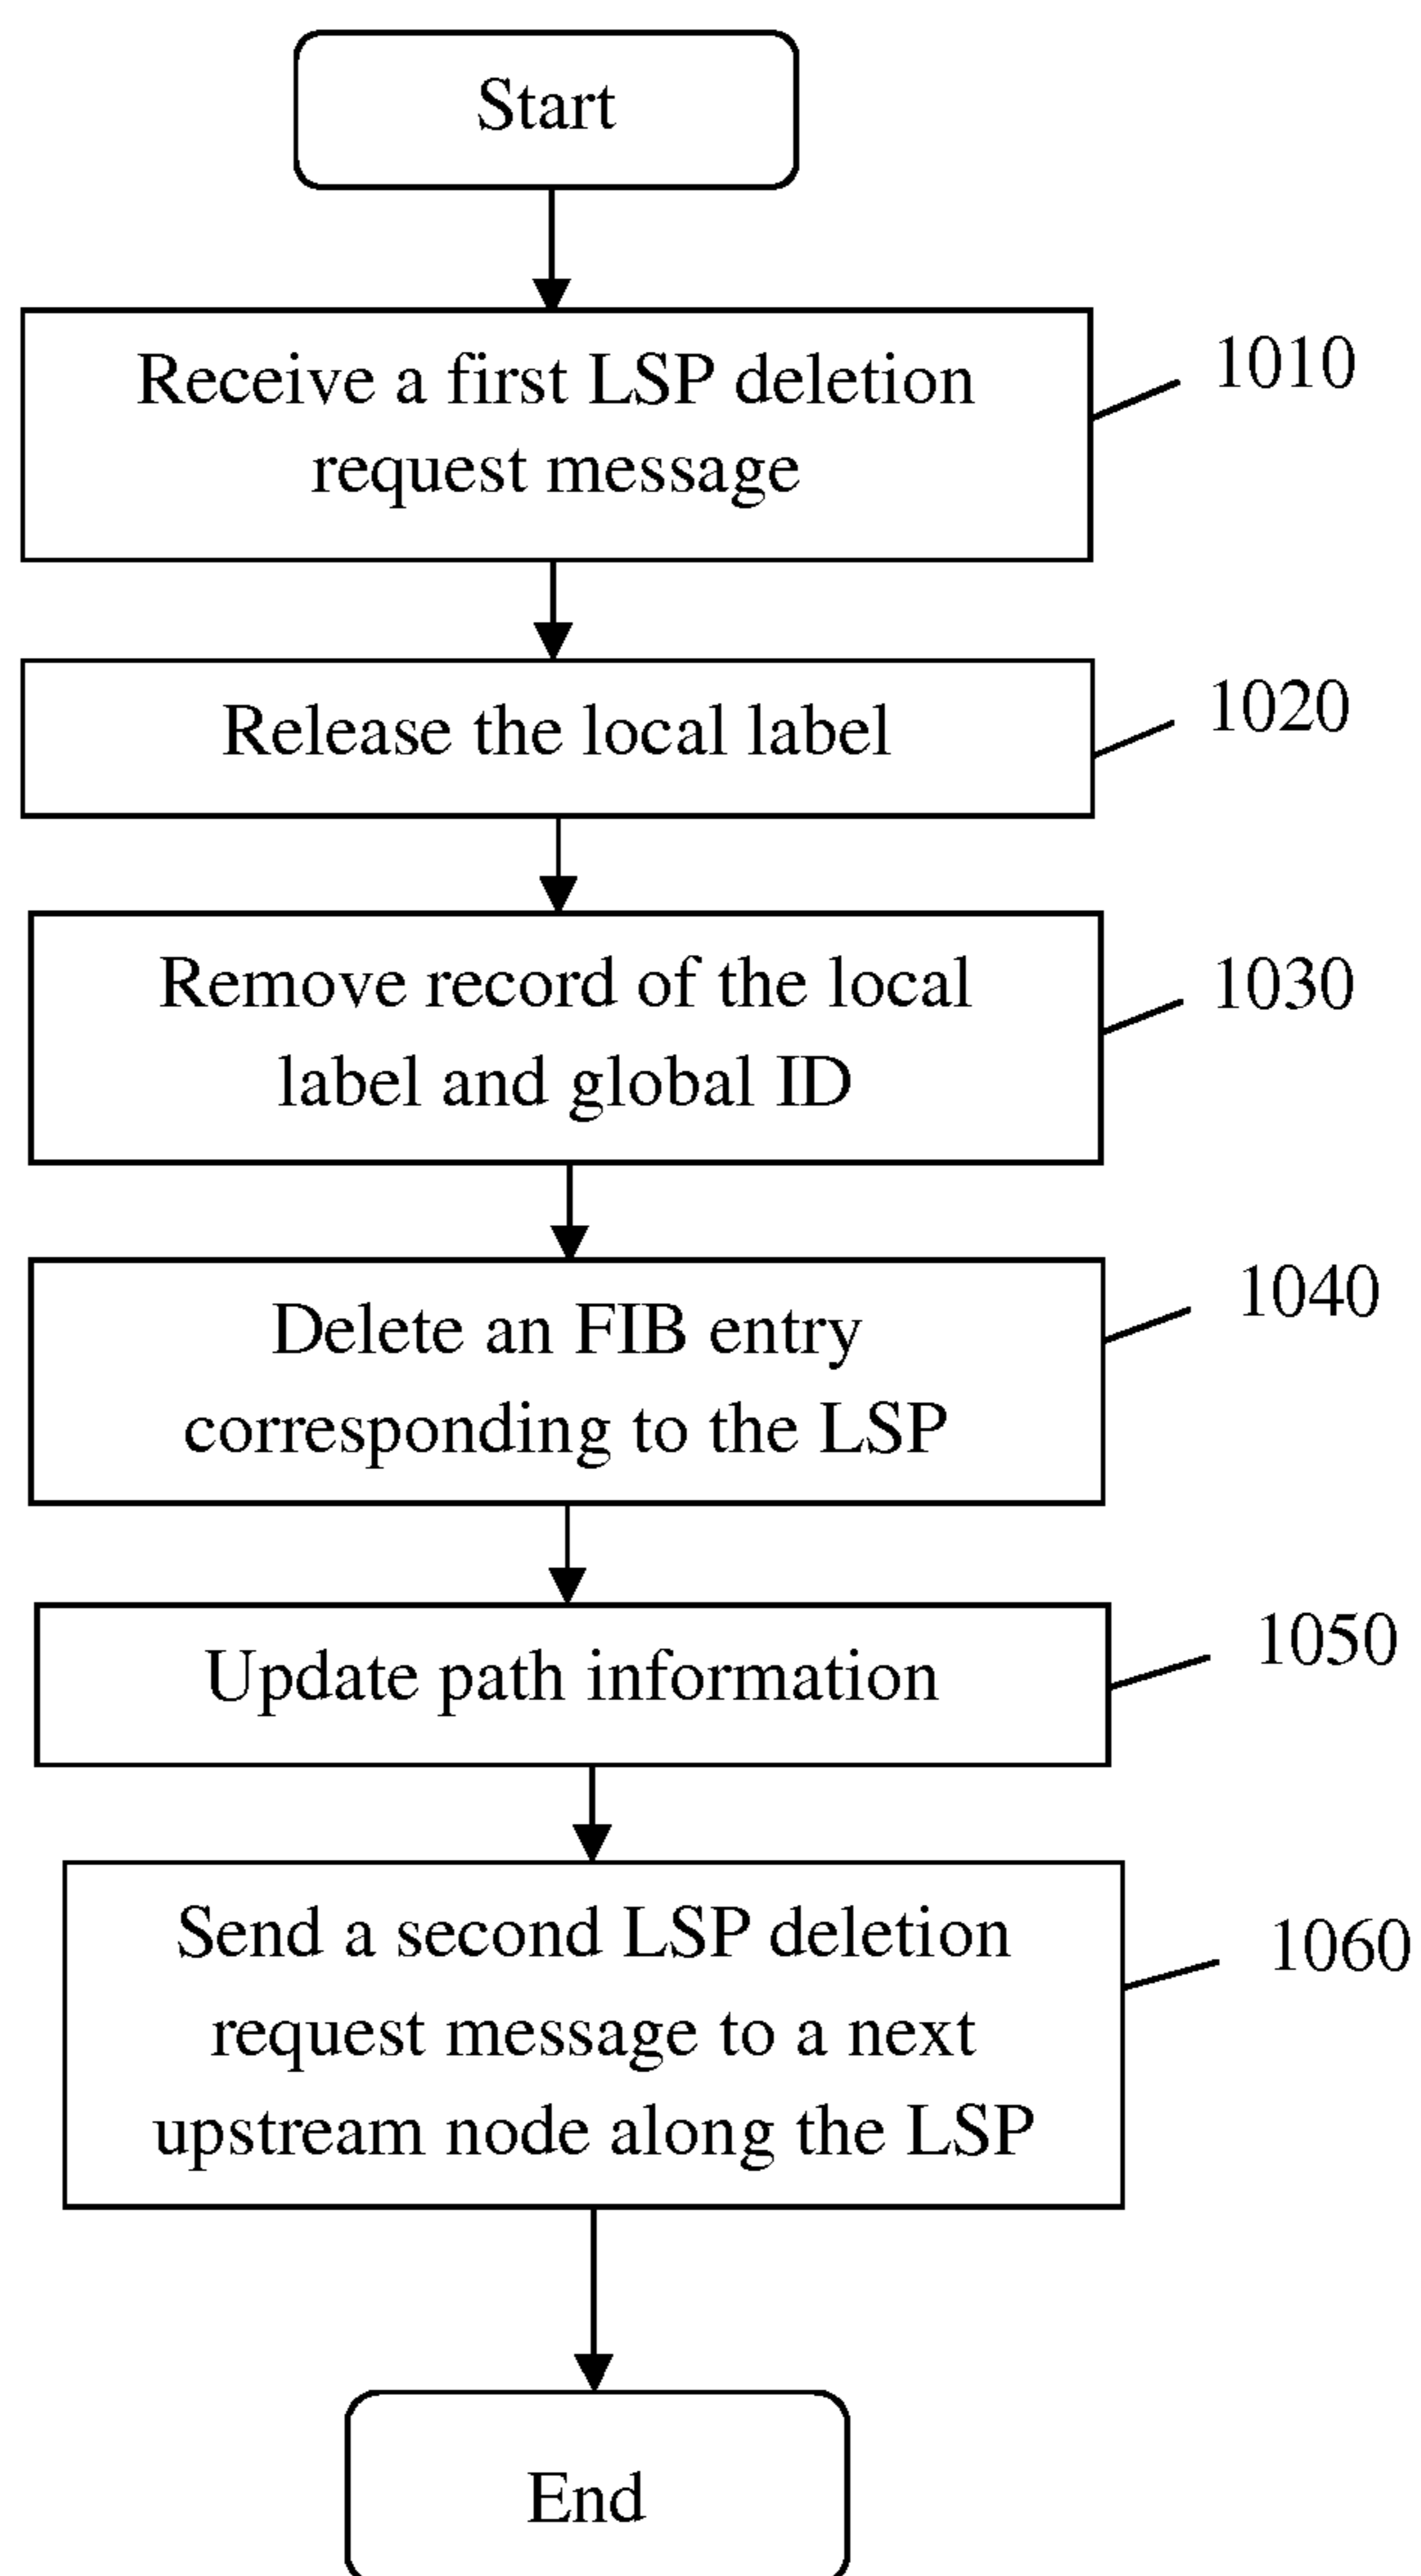 Start
Receive a first LSP deletion
request message
1010
Release the local label
1020
Remove record of the local
label and global ID
1030
Delete an FIB entry
corresponding to the LSP
1040
Update path information
1050
Send a second LSP deletion
request message to a next
upstream node along the LSP
1060
End